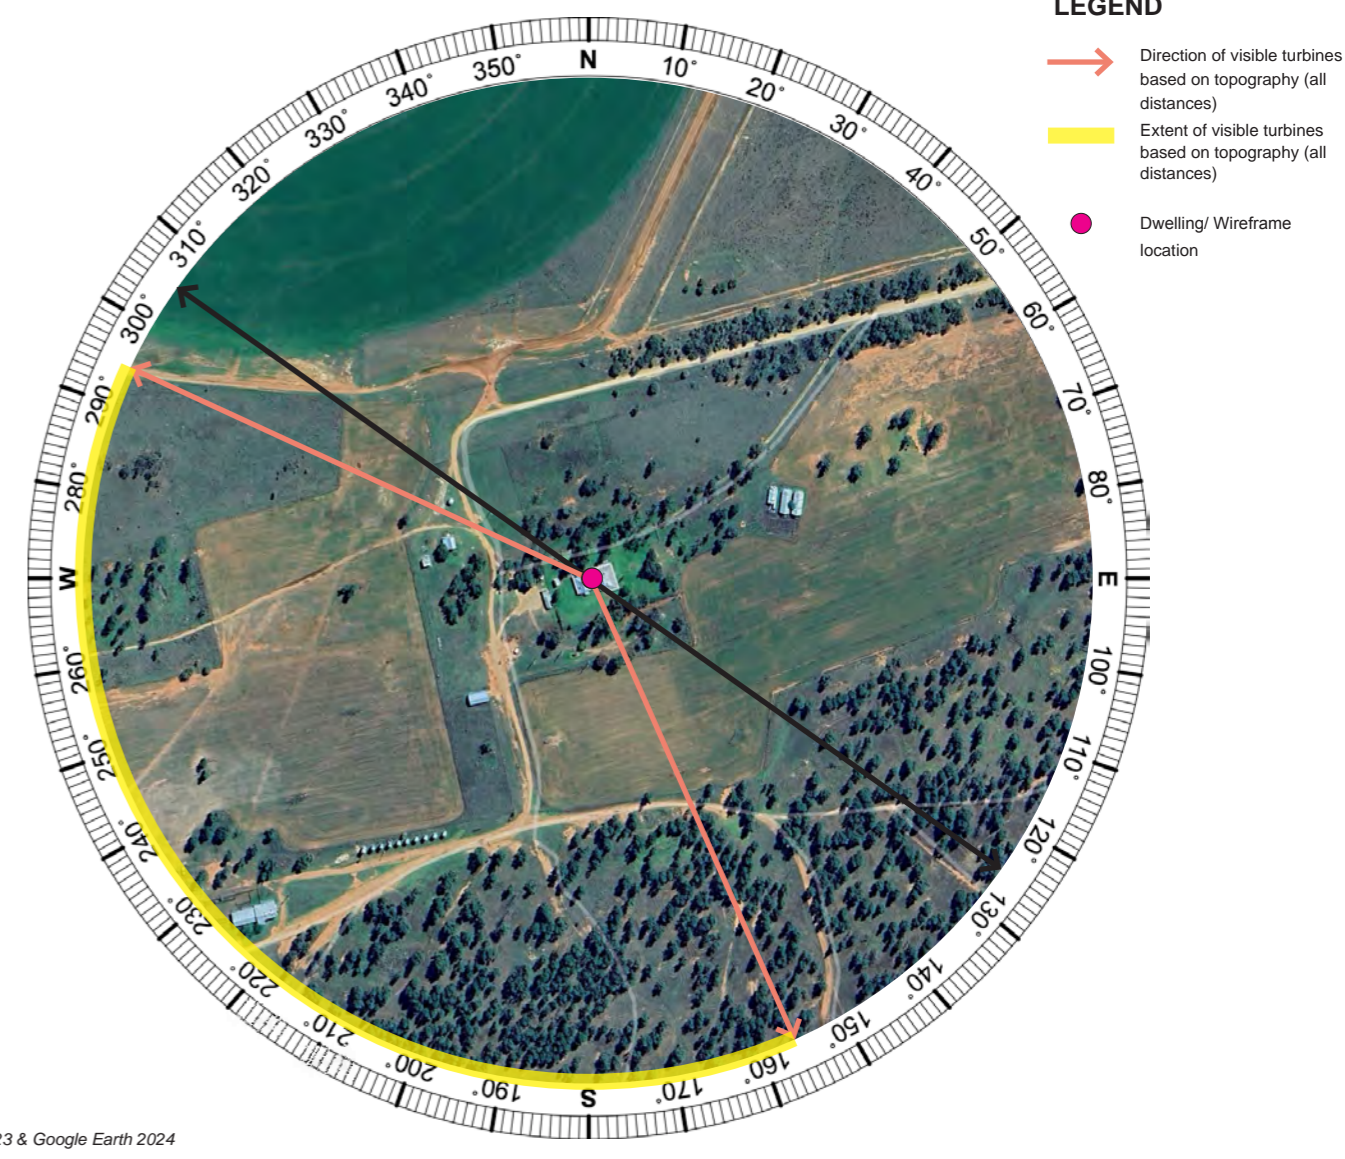 LEGEND
Direction of visible turbines
based on topography (all
distances)
Extent of visible turbines
based on topography (all
distances)
Dwelling/ Wireframe
location
N
10°
20°
30°
40°
50°
60°
70°
80°
E
100°
110°
120°
130°
140°
150°
160°
170°
S
190°
200°
210°
220°
230°
240°
250°
260°
W
280°
290°
300°
310°
320°
330°
340°
350°
23 & Google Earth 2024